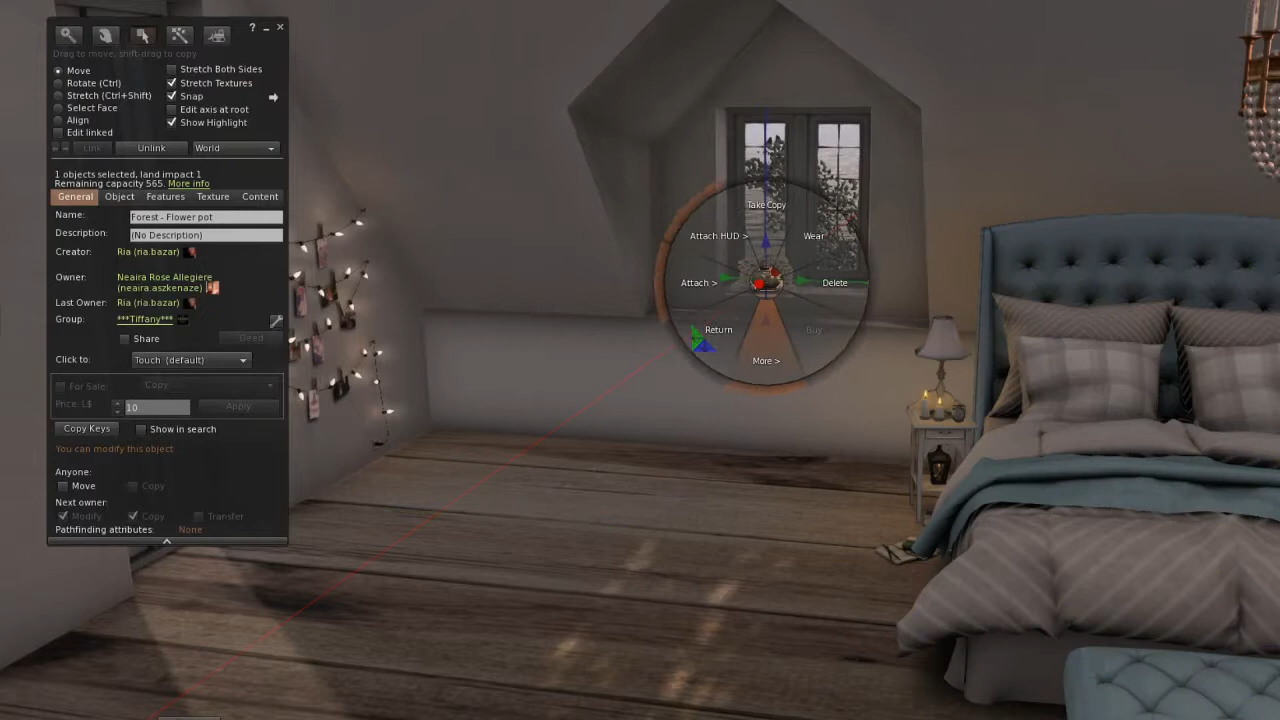 ? _ ×
Drag to move, shift-drag to copy
Move
Stretch Both Sides
Rotate (Ctrl)
Stretch Textures
Stretch (Ctrl+Shift)
Snap
Select Face
Edit axis at root
Align
Show Highlight
Edit linked
Link Unlink World
1 objects selected, land impact 1
Remaining capacity 565. More info
General Object Features Texture Content
Name: Forest - Flower pot
Description: (No Description)
Creator: Ria (ria.bazar)
Owner: Neaira Rose Allegiere
(neaira.aszkenaze)
Last Owner: Ria (ria.bazar)
Group: ***Tiffany***
Share Deed
Click to: Touch (default)
For Sale: Copy
Price: L$ 10 Apply
Copy Keys Show in search
You can modify this object
Anyone:
Move Copy
Next owner:
Modify Copy Transfer
Pathfinding attributes: None
Take Copy
Attach HUD > Wear
Attach > Delete
Return Buy
More >